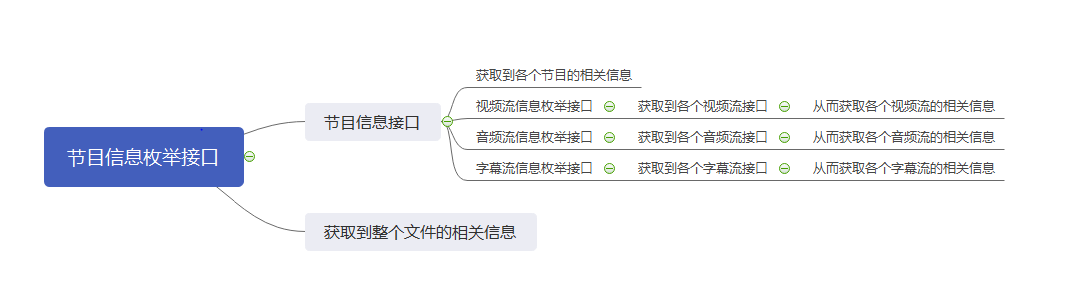 节目信息枚举接口
节目信息接口
获取到各个节目的相关信息
视频流信息枚举接口 获取到各个视频流接口 从而获取各个视频流的相关信息
音频流信息枚举接口 获取到各个音频流接口 从而获取各个音频流的相关信息
字幕流信息枚举接口 获取到各个字幕流接口 从而获取各个字幕流的相关信息
获取到整个文件的相关信息